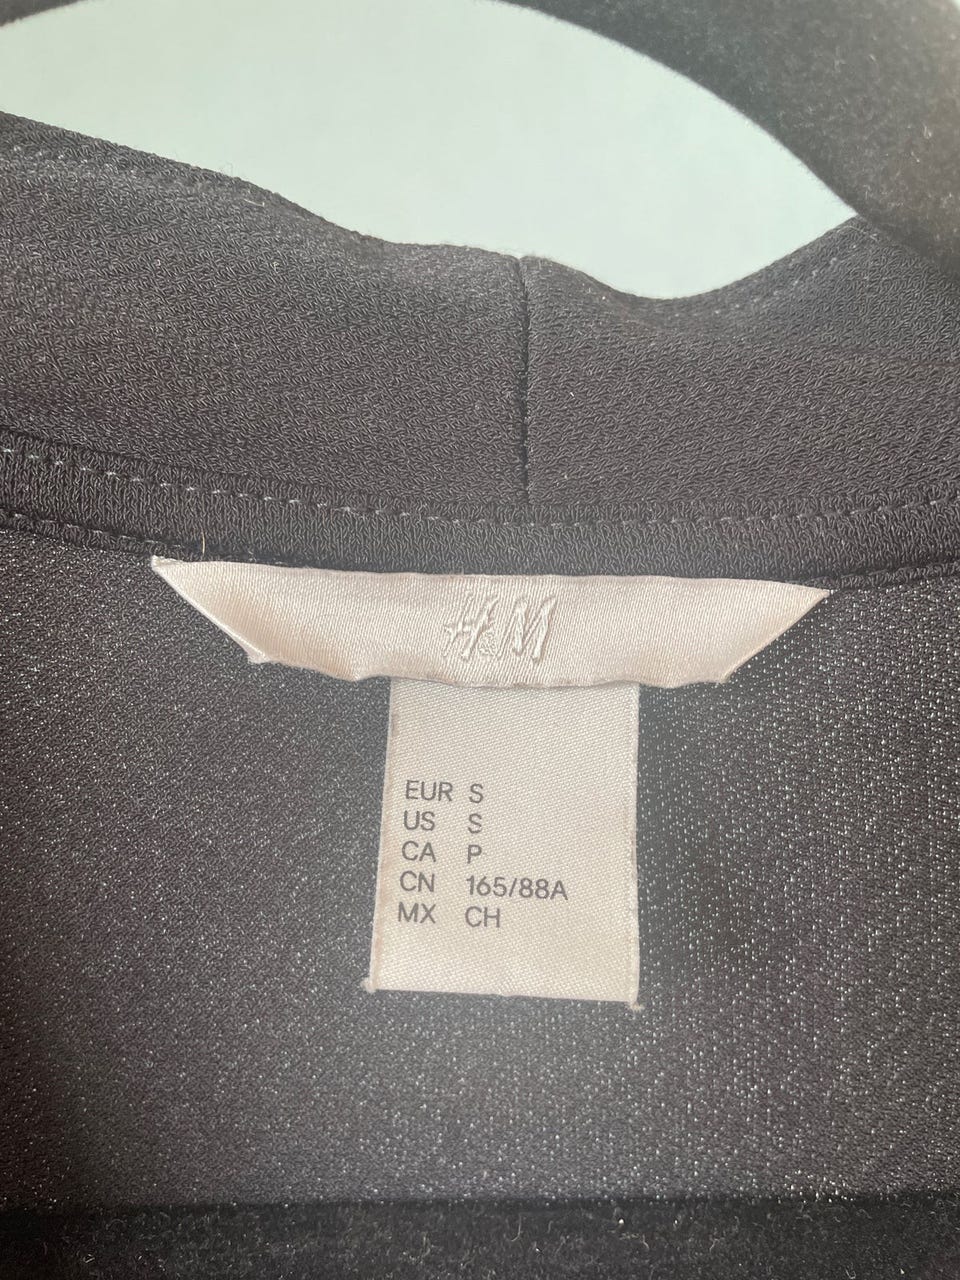 H&M
EUR S
US S
CA P
CN 165/88A
MX CH